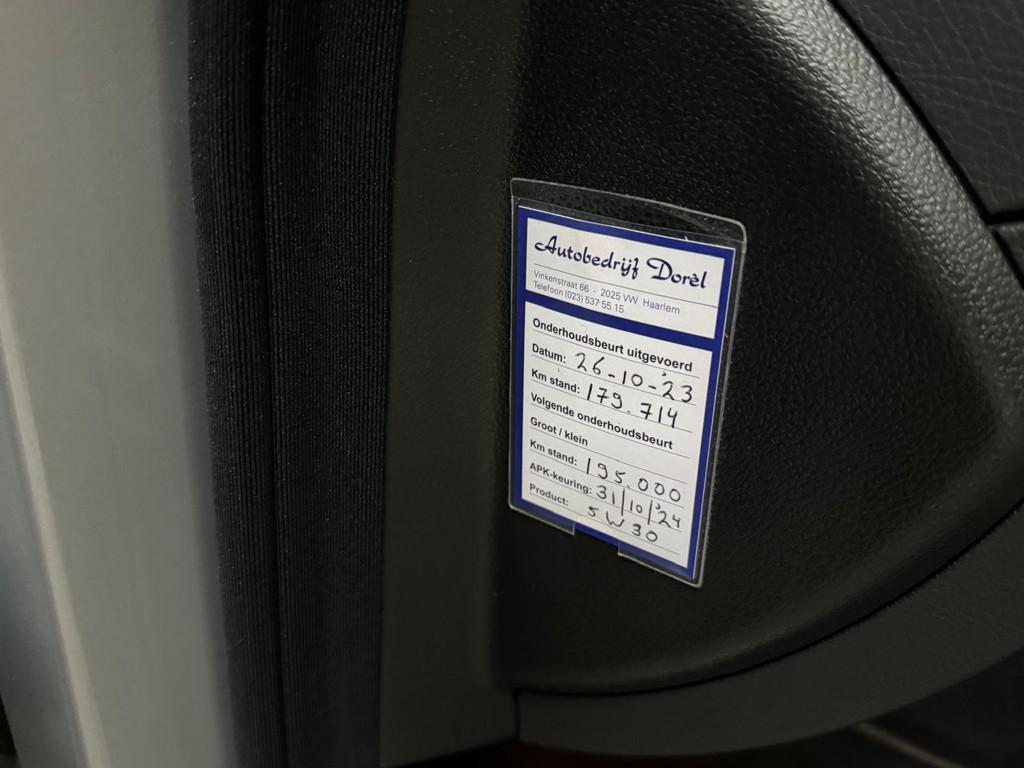 Autobedrijf Dorèl
Vinkenstraat 66 - 2025 VW Haarlem
Telefoon (023) 537 55 15
Onderhoudsbeurt uitgevoerd
Datum: 26-10-'23
Km stand: 179.714
Volgende onderhoudsbeurt
Groot / klein
Km stand: 195.000
APK-keuring: 31/10/'24
Product: 5W30